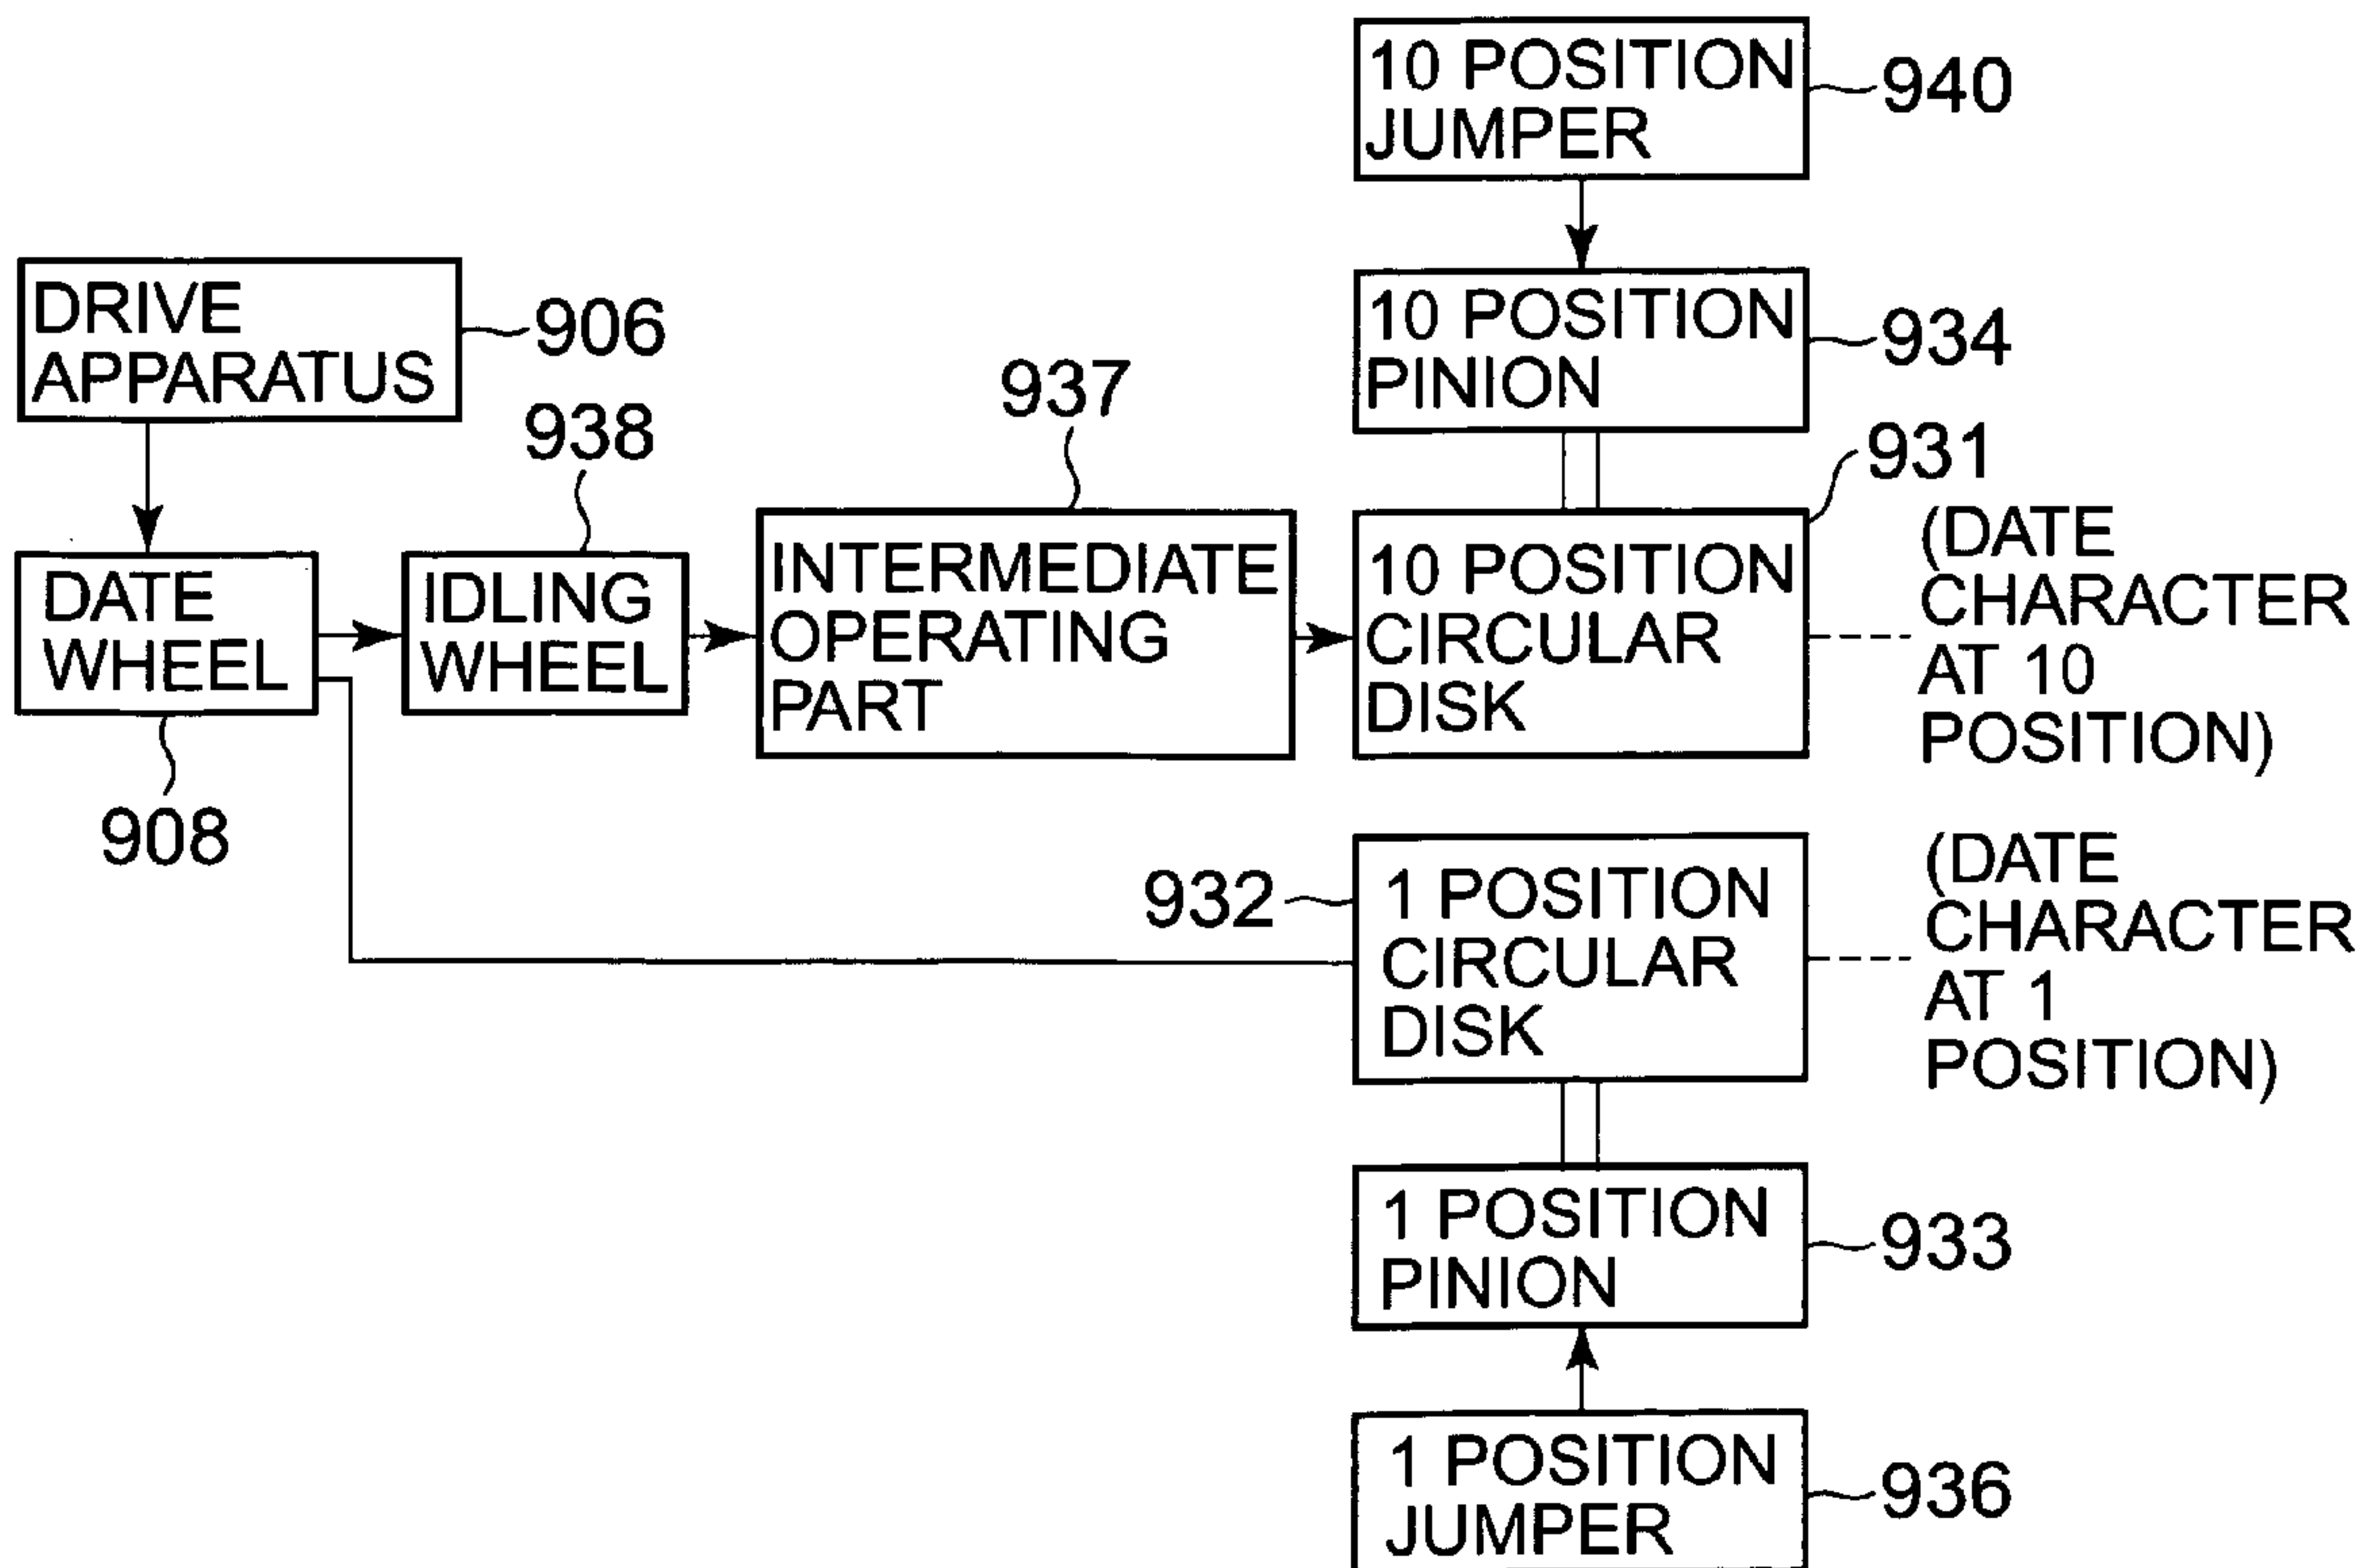 10 POSITION
JUMPER
940
DRIVE
APPARATUS
906
10 POSITION
PINION
934
938
937
931
DATE
WHEEL
908
IDLING
WHEEL
INTERMEDIATE
OPERATING
PART
10 POSITION
CIRCULAR
DISK
(DATE
CHARACTER
AT 10
POSITION)
932
1 POSITION
CIRCULAR
DISK
(DATE
CHARACTER
AT 1
POSITION)
1 POSITION
PINION
933
1 POSITION
JUMPER
936